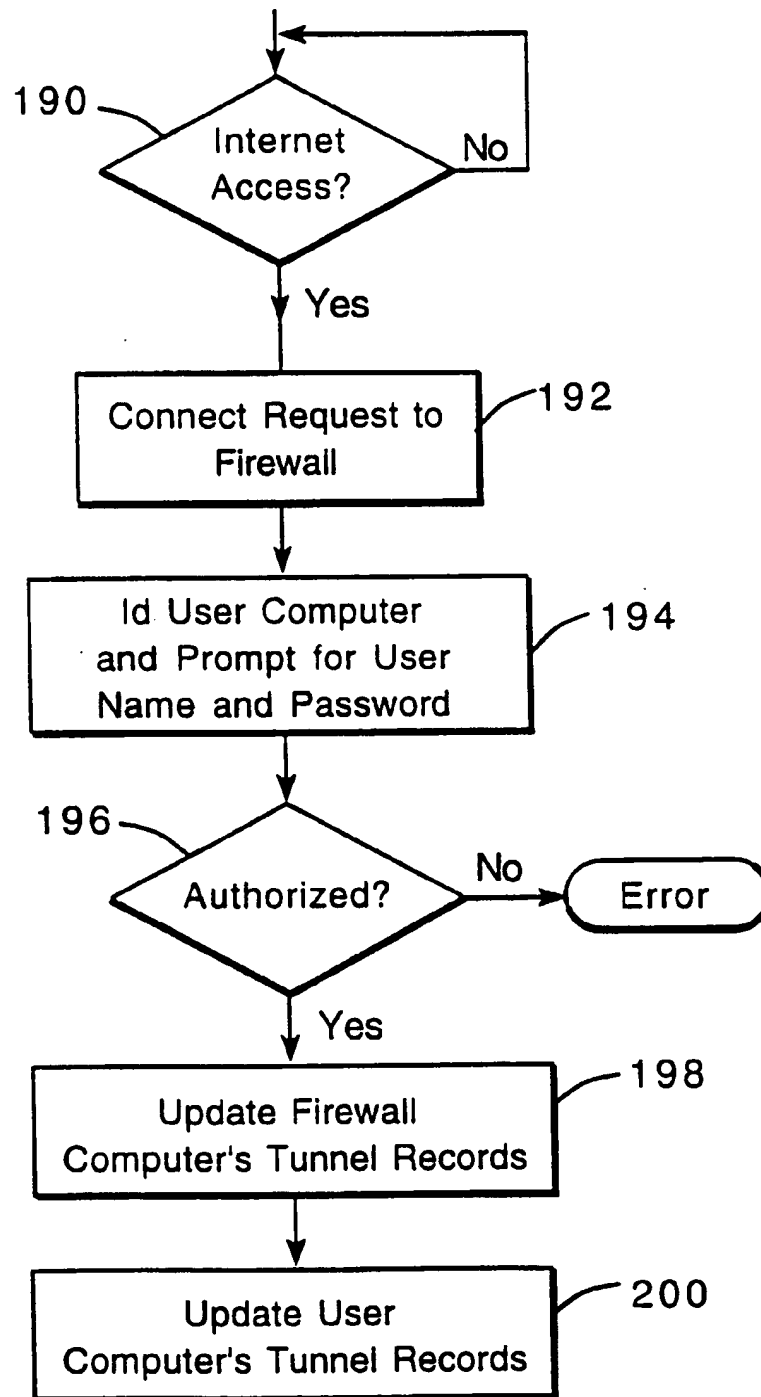 190
Internet
Access?
No
Yes
Connect Request to
Firewall
192
Id User Computer
and Prompt for User
Name and Password
194
196
Authorized?
No
Error
Yes
Update Firewall
Computer's Tunnel Records
198
Update User
Computer's Tunnel Records
200